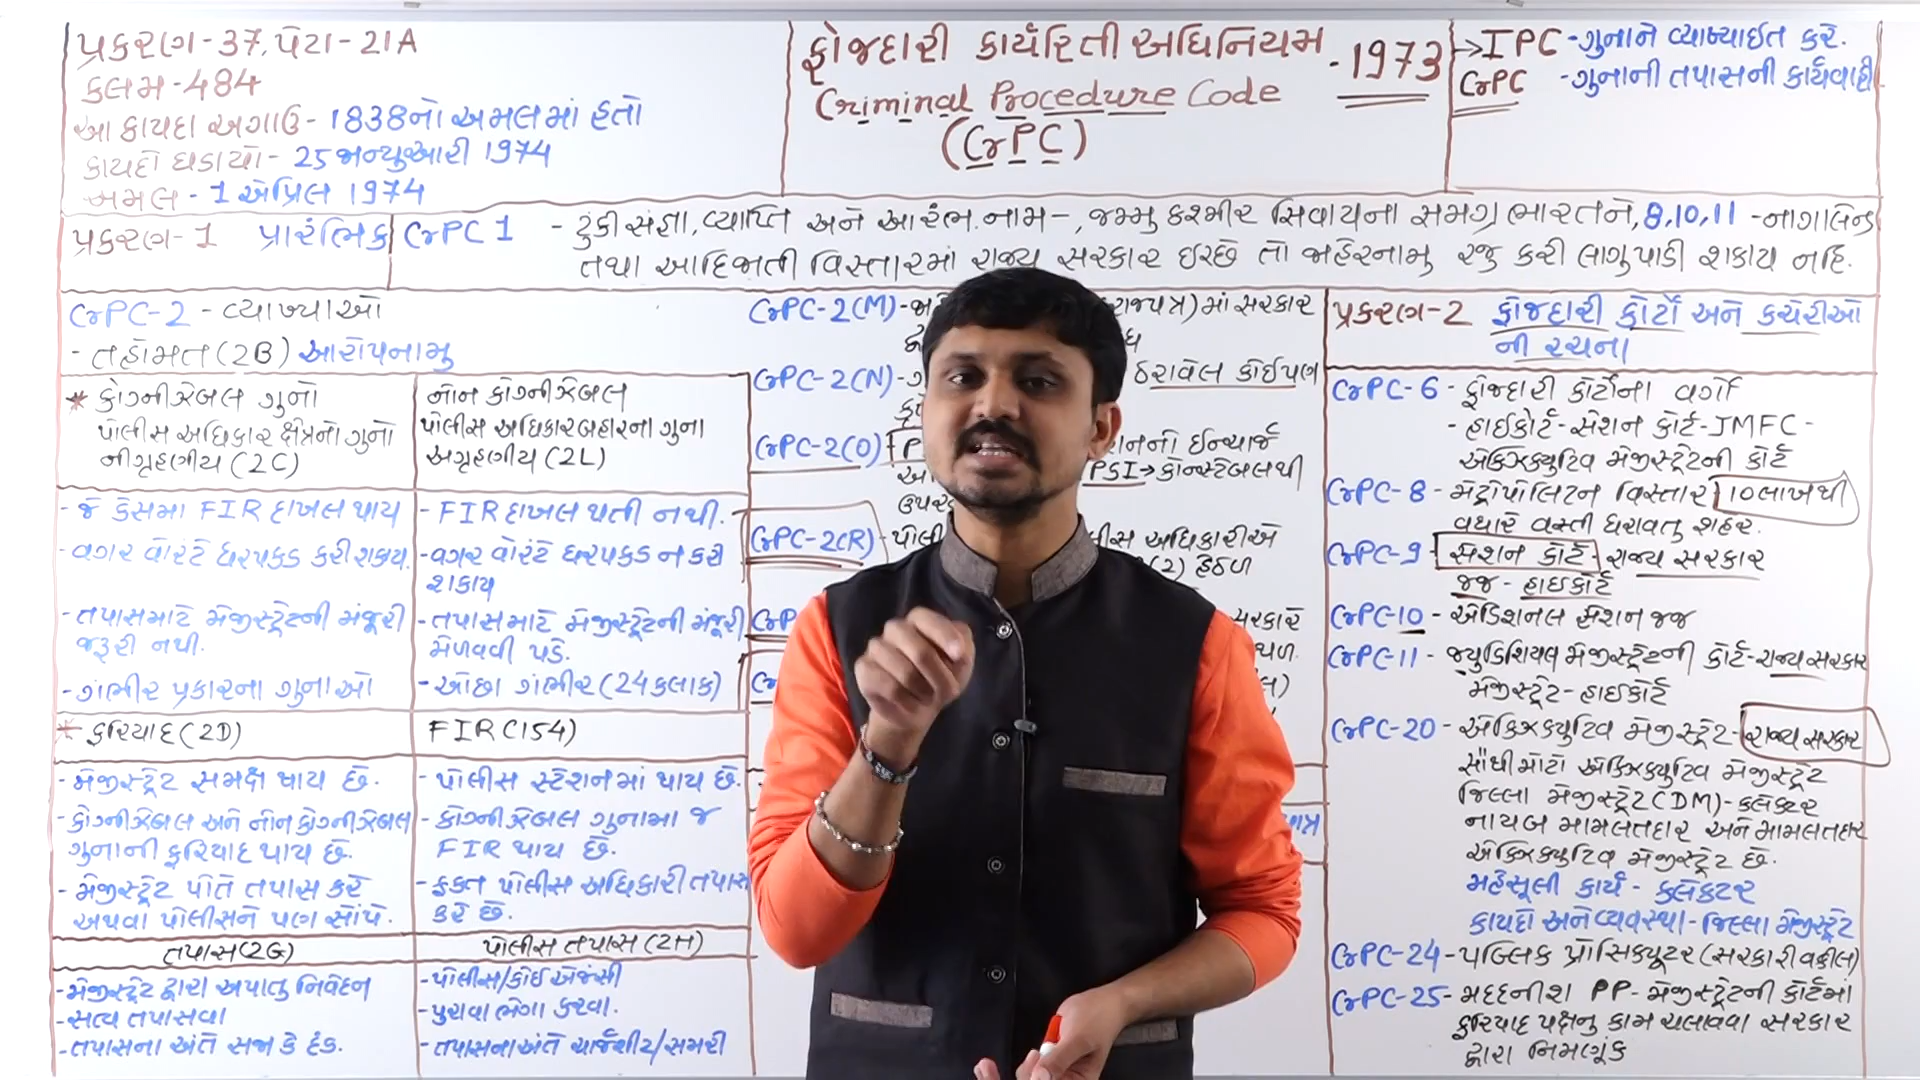 પ્રકરણ-37, પેટા-21A
કલમ-484
આ કાયદા અગાઉ- 1838નો અમલમાં હતો
કાયદો ઘડાયો- 25 જાન્યુઆરી 1974
અમલ - 1 એપ્રિલ 1974
ફોજદારી કાર્યરિતી અધિનિયમ - 1973
Criminal Procedure Code
(CrPC)
→IPC -ગુનાને વ્યાખ્યાઈત કરે.
CrPC -ગુનાની તપાસની કાર્યવાહી
પ્રકરણ-1 પ્રારંભિક
CrPC 1 - ટુંકી સંજ્ઞા, વ્યાપ્તિ અને આરંભ. નામ-, જમ્મુ કશ્મીર સિવાયના સમગ્ર ભારતને, 8,10,11 -નાગાલેન્ડ
તથા આદિજાતી વિસ્તારમાં રાજ્ય સરકાર ઇચ્છે તો જાહેરનામુ રજુ કરી લાગુ પાડી શકાય નહિ.
CrPC-2 - વ્યાખ્યાઓ
- તહોમત (2B) આરોપનામુ
* કોગ્નીઝેબલ ગુનો
પોલીસ અધિકાર ક્ષેત્રનો ગુનો
નીગૃહણીય (2C)
નોન કોગ્નીઝેબલ
પોલીસ અધિકાર બહારના ગુના
અગૃહણીય (2L)
- જે કેસમા FIR દાખલ થાય
- વગર વોરંટે ધરપકડ કરી શકાય.
- તપાસ માટે મેજીસ્ટ્રેટની મંજૂરી
જરૂરી નથી.
- ગંભીર પ્રકારના ગુનાઓ
- FIR દાખલ થતી નથી.
- વગર વોરંટે ધરપકડ ન કરી
શકાય
- તપાસ માટે મેજીસ્ટ્રેટની મંજૂરી
મેળવવી પડે.
- ઓછા ગંભીર (24 કલાક)
* ફરિયાદ (2D)
FIR (154)
- મેજીસ્ટ્રેટ સમક્ષ થાય છે.
- કોગ્નીઝેબલ અને નોન કોગ્નીઝેબલ
ગુનાની ફરિયાદ થાય છે.
- મેજીસ્ટ્રેટ પોતે તપાસ કરે
અથવા પોલીસને પણ સોંપે.
- પોલીસ સ્ટેશનમાં થાય છે.
- કોગ્નીઝેબલ ગુનામા જ
FIR થાય છે.
- ફક્ત પોલીસ અધિકારી તપાસ
કરે છે.
તપાસ (2G)
પોલીસ તપાસ (2H)
- મેજીસ્ટ્રેટ દ્વારા અપાતુ નિવેદન
- સત્ય તપાસવા
- તપાસના અંતે સજા કે દંડ.
- પોલીસ/કોઈ એજંસી
- પુરાવા ભેગા કરવા.
- તપાસના અંતે ચાર્જશીટ/સમરી
CrPC-2(M) - રાજપત્ર) માં સરકાર
CrPC-2(N) - ઠરાવેલ કોઈપણ
CrPC-2(O) P ઈન્ચાર્જ
PSI→કોન્સ્ટેબલથી
CrPC-2(R) - અધિકારીએ
(2) હેઠળ
પ્રકરણ-2 ફોજદારી કોર્ટો અને કચેરીઓ
ની રચના
CrPC-6 - ફોજદારી કોર્ટોના વર્ગો
- હાઈકોર્ટ-સેશન કોર્ટ-JMFC-
એક્ઝિક્યુટિવ મેજીસ્ટ્રેટની કોર્ટ
CrPC-8 - મેટ્રોપોલિટન વિસ્તાર 10 લાખથી
વધારે વસ્તી ધરાવતુ શહેર.
CrPC-9 - સેશન કોર્ટ - રાજ્ય સરકાર
જજ - હાઈકોર્ટ
CrPC-10 - એડિશનલ સેશન જજ
CrPC-11 - જ્યુડિશિયલ મેજીસ્ટ્રેટની કોર્ટ-રાજ્ય સરકાર
મેજીસ્ટ્રેટ-હાઈકોર્ટ
CrPC-20 - એક્ઝિક્યુટિવ મેજીસ્ટ્રેટ - રાજ્ય સરકાર
સૌથી મોટો એક્ઝિક્યુટિવ મેજીસ્ટ્રેટ
જિલ્લા મેજીસ્ટ્રેટ (DM) - કલેક્ટર
નાયબ મામલતદાર અને મામલતદાર
એક્ઝિક્યુટિવ મેજીસ્ટ્રેટ છે.
મહેસૂલી કાર્ય - કલેકટર
કાયદો અને વ્યવસ્થા - જિલ્લા મેજીસ્ટ્રેટ
CrPC-24 - પબ્લિક પ્રોસિક્યૂટર (સરકારી વકીલ)
CrPC-25 - મદદનીશ PP - મેજીસ્ટ્રેટની કોર્ટમાં
ફરિયાદ પક્ષનુ કામ ચલાવવા સરકાર
દ્વારા નિમણૂંક